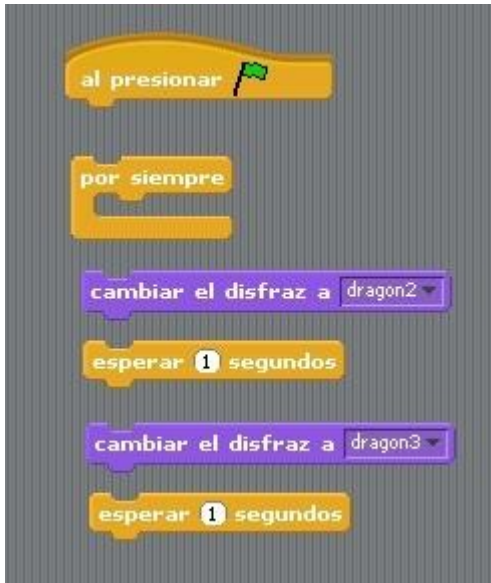 al presionar
por siempre
cambiar el disfraz a dragon2
esperar 1 segundos
cambiar el disfraz a dragon3
esperar 1 segundos